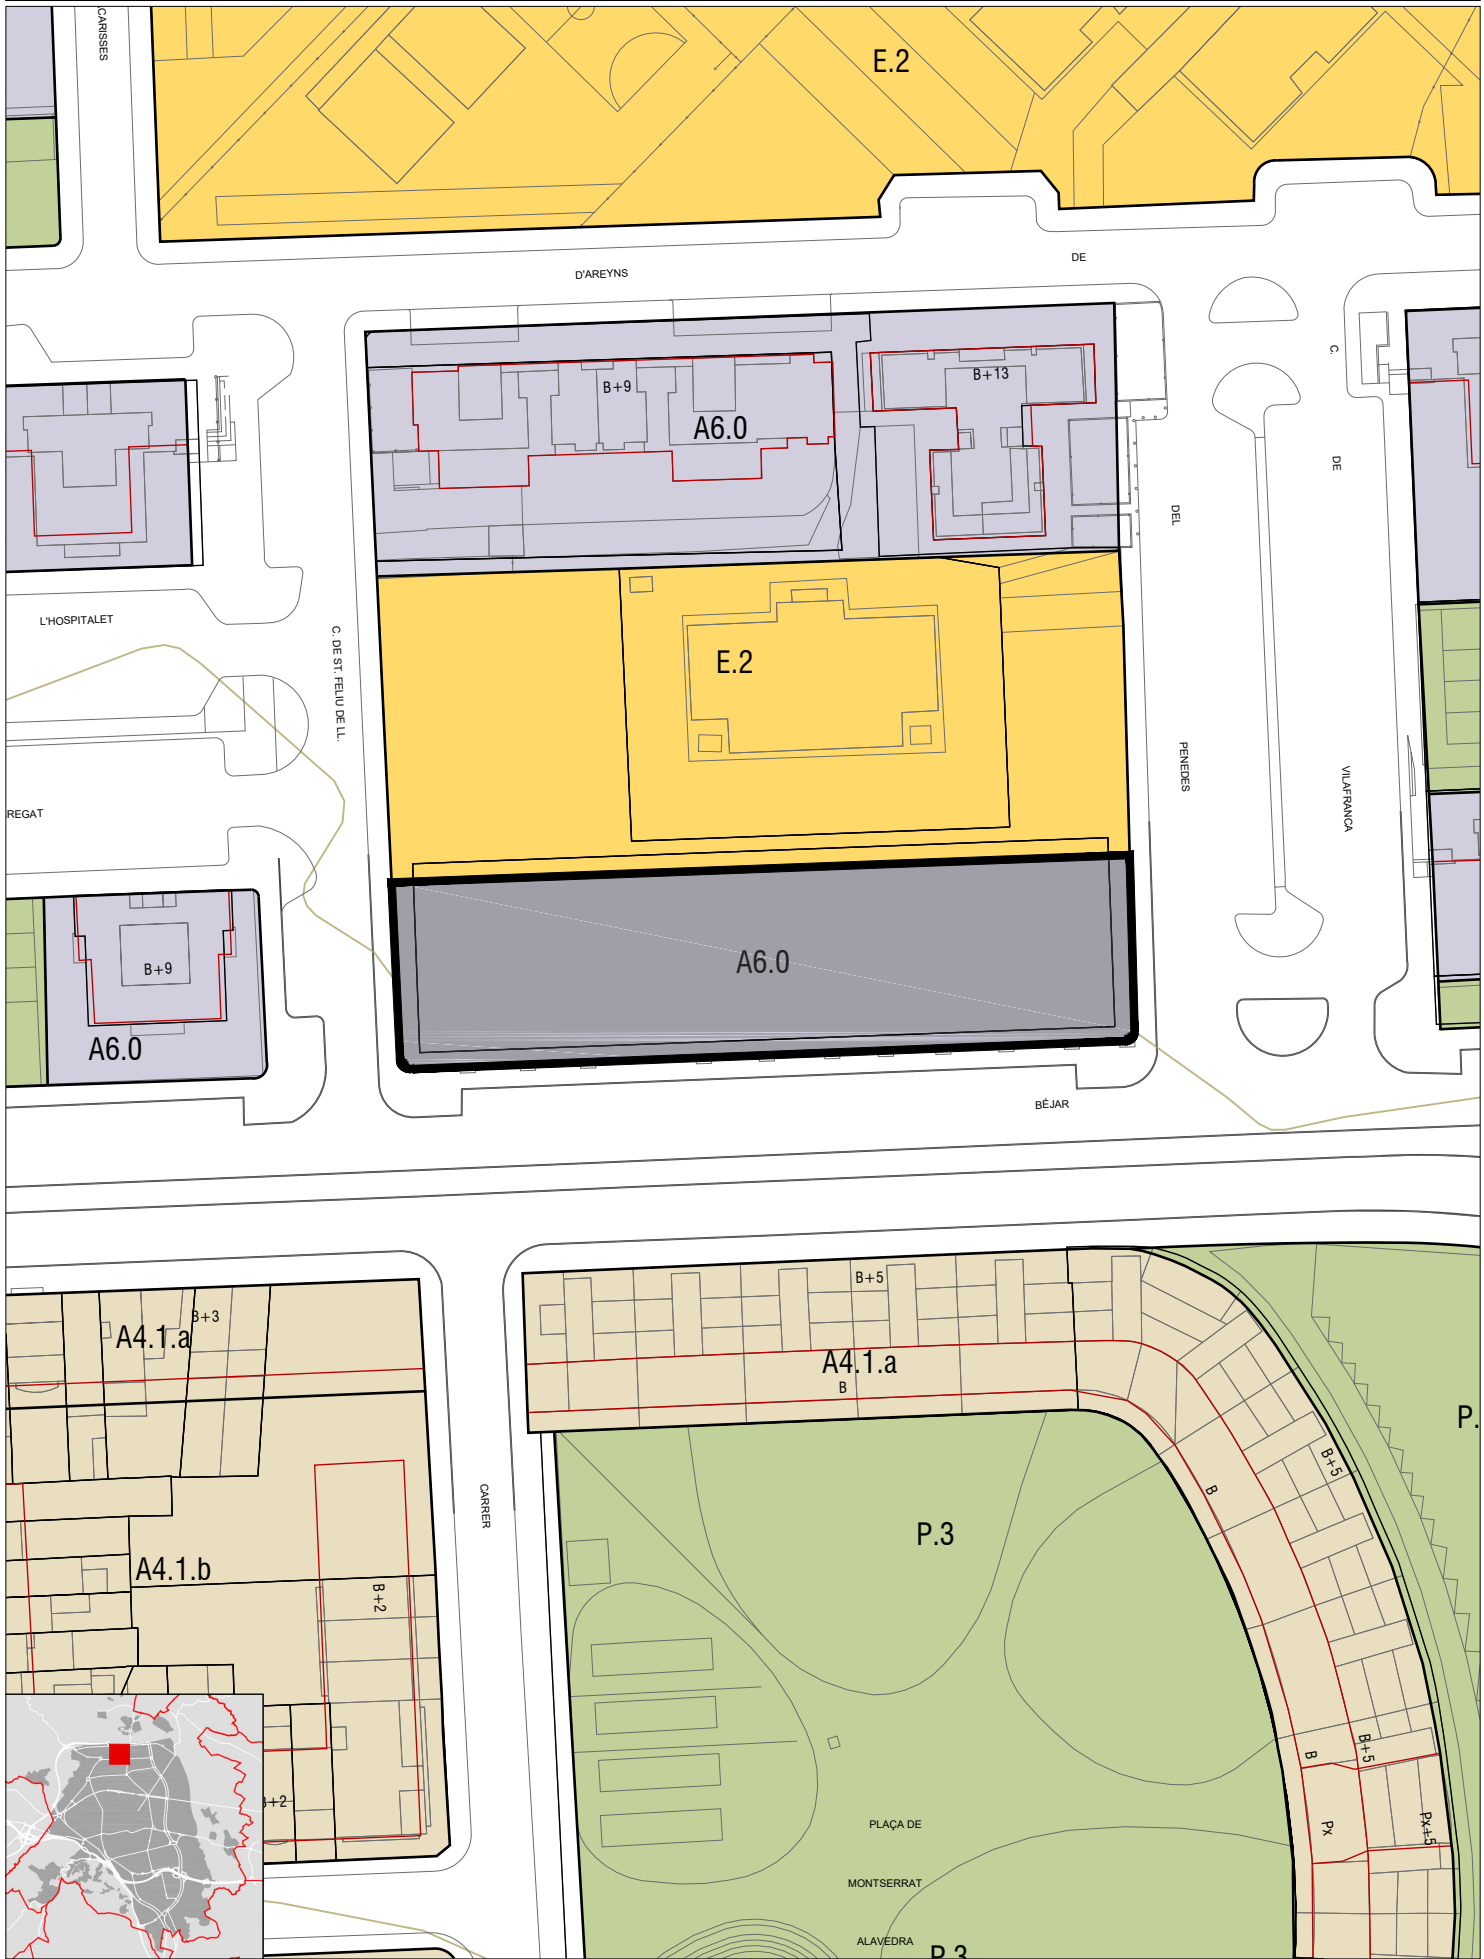 CARISSES
E.2
DE
D'AREYNS
C.
B+13
B+9
A6.0
DE
DEL
L'HOSPITALET
C. DE ST. FELIU DE LL.
E.2
PENEDES
VILAFRANCA
REGAT
A6.0
B+9
A6.0
BÉJAR
B+5
B+3
A4.1.a
A4.1.a
B
P.
B+5
B
CARRER
P.3
A4.1.b
B+2
B
B+5
B+2
Px
Px+5
PLAÇA DE
MONTSERRAT
ALAVEDRA
P.3